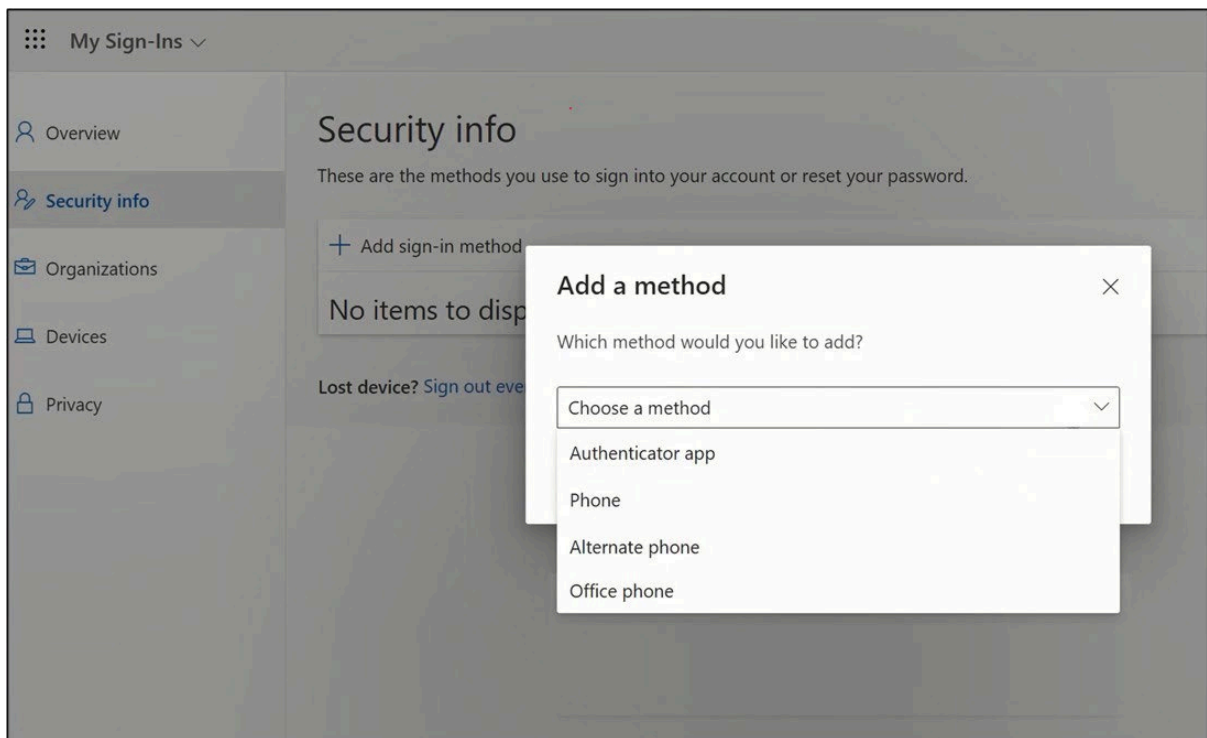 My Sign-Ins
Overview
Security info
Organizations
Devices
Privacy
Security info
These are the methods you use to sign into your account or reset your password.
Add sign-in method
No items to disp
Lost device? Sign out eve
Add a method
Which method would you like to add?
Choose a method
Authenticator app
Phone
Alternate phone
Office phone